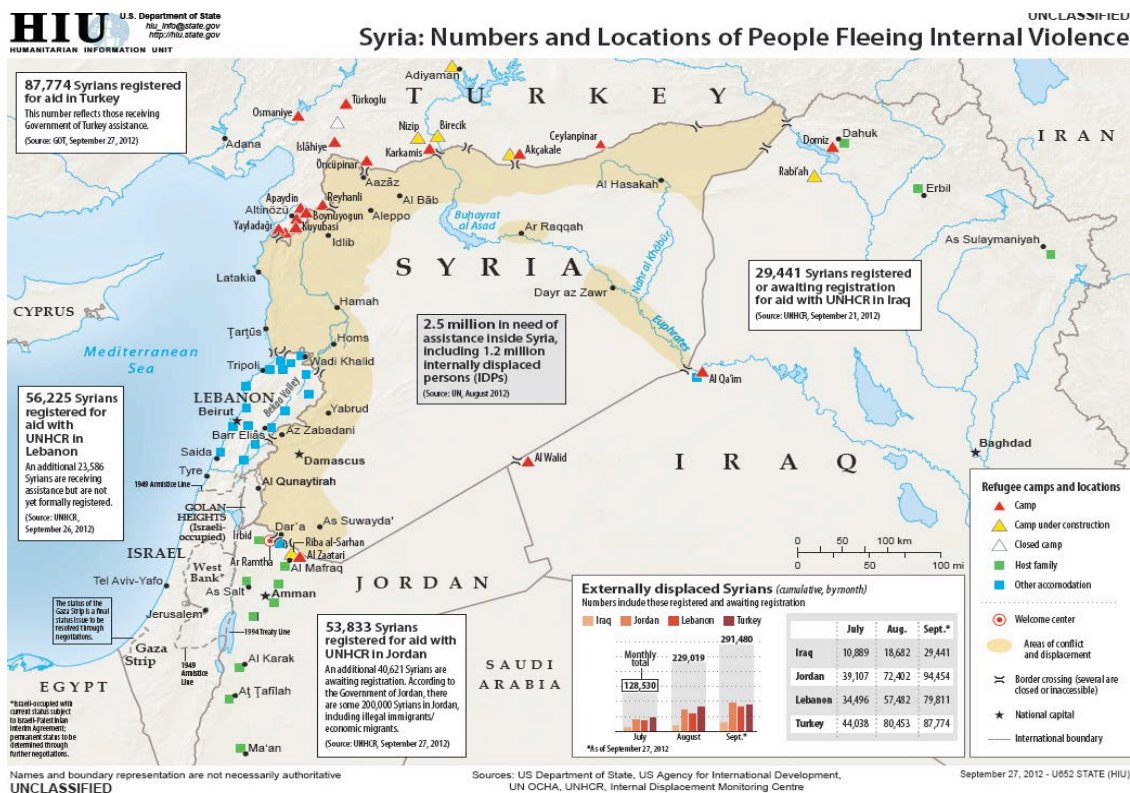 HIU
HUMANITARIAN INFORMATION UNIT
U.S. Department of State
hiu_info@state.gov
http://hiu.state.gov
UNCLASSIFIED
Syria: Numbers and Locations of People Fleeing Internal Violence
87,774 Syrians registered
for aid in Turkey
This number reflects those receiving
Government of Turkey assistance.
(Source: GOT, September 27, 2012)
Adiyaman
TURKEY
Türkoglu
Osmaniye
Nizip
Birecik
Ceylanpinar
Adana
Islâhiye
Karkamis
Akçakale
Öncüpinar
Domiz
Dahuk
IRAN
Rabi'ah
Erbil
Aazâz
Al Hasakah
Apaydin
Reyhanli
Al Bāb
Altinözü
Boynuyogun
Aleppo
Yayladağı
Kuyubasi
Idlib
Buhayrat
al Asad
Ar Raqqah
As Sulaymaniyah
SYRIA
Nahr al Khābūr
Latakia
Dayr az Zawr
29,441 Syrians registered
or awaiting registration
for aid with UNHCR in Iraq
(Source: UNHCR, September 21, 2012)
CYPRUS
Hamah
Euphrates
Ţarţūs
Homs
2.5 million in need of
assistance inside Syria,
including 1.2 million
internally displaced
persons (IDPs)
(Source: UN, August 2012)
Mediterranean
Sea
Tripoli
Wadi Khalid
Al Qa'im
56,225 Syrians
registered for
aid with
UNHCR in
Lebanon
An additional 23,586
Syrians are receiving
assistance but are not
yet formally registered.
(Source: UNHCR,
September 26, 2012)
LEBANON
Bekaa Valley
Beirut
Yabrud
Barr Eliâs
Az Zabadani
Saida
Damascus
Baghdad
Tyre
Al Walid
IRAQ
1949 Armistice Line
Al Qunaytirah
GOLAN
HEIGHTS
(Israeli-
occupied)
As Suwayda'
Dar'a
Irbid
Riba al-Sarhan
Al Zaatari
ISRAEL
Ar Ramtha
Al Mafraq
West
Bank*
JORDAN
Tel Aviv-Yafo
As Salt
Amman
Jerusalem
The status of the
Gaza Strip is a final
status issue to be
resolved through
negotiations.
1994 Treaty Line
Gaza
Strip
1949
Armistice
Line
Al Karak
EGYPT
Aţ Ţafīlah
SAUDI
ARABIA
*Israeli-occupied with
current status subject
to Israeli-Palestinian
Interim Agreement;
permanent status to be
determined through
further negotiations.
Ma'an
53,833 Syrians
registered for aid with
UNHCR in Jordan
An additional 40,621 Syrians are
awaiting registration. According to
the Government of Jordan, there
are some 200,000 Syrians in Jordan,
including illegal immigrants/
economic migrants.
(Source: UNHCR, September 27, 2012)
0 50 100 km
0 50 100 mi
Externally displaced Syrians (cumulative, by month)
Numbers include those registered and awaiting registration
Iraq Jordan Lebanon Turkey
Monthly
total
128,530
229,019
291,480
July August Sept.*
*As of September 27, 2012
July Aug. Sept.*
Iraq 10,889 18,682 29,441
Jordan 39,107 72,402 94,454
Lebanon 34,496 57,482 79,811
Turkey 44,038 80,453 87,774
Refugee camps and locations
Camp
Camp under construction
Closed camp
Host family
Other accomodation
Welcome center
Areas of conflict
and displacement
Border crossing (several are
closed or inaccessible)
National capital
International boundary
Names and boundary representation are not necessarily authoritative
UNCLASSIFIED
Sources: US Department of State, US Agency for International Development,
UN OCHA, UNHCR, Internal Displacement Monitoring Centre
September 27, 2012 - U652 STATE (HIU)